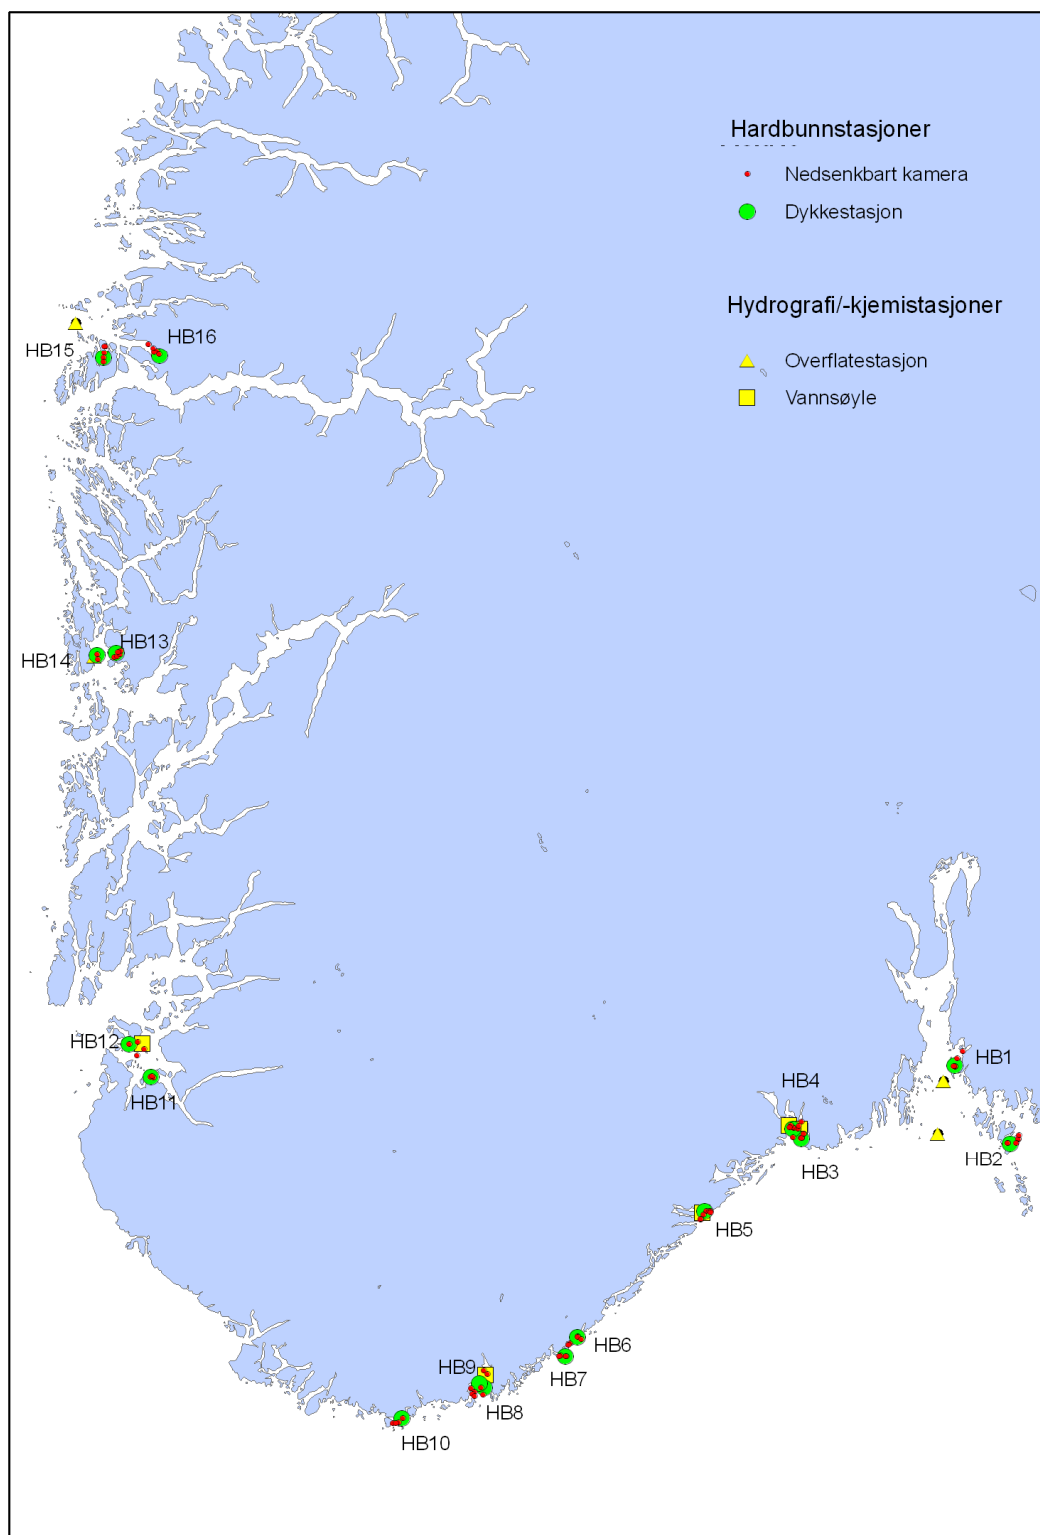 Hardbunnstasjoner
Nedsenkbart kamera
Dykkestasjon
Hydrografi/-kjemistasjoner
Overflatestasjon
Vannsøyle
HB16
HB15
HB13
HB14
HB12
HB11
HB1
HB4
HB2
HB3
HB5
HB6
HB9
HB7
HB8
HB10